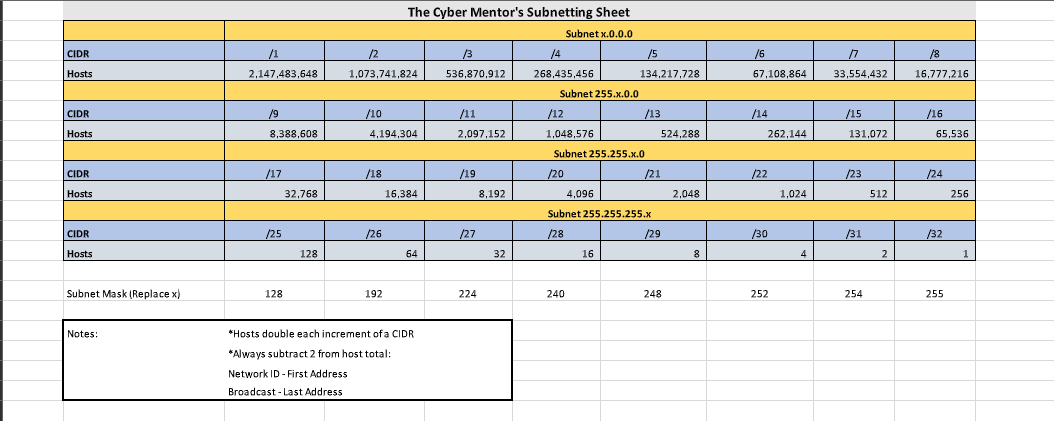 The Cyber Mentor's Subnetting Sheet
Subnet x.0.0.0
CIDR /1 /2 /3 /4 /5 /6 /7 /8
Hosts 2,147,483,648 1,073,741,824 536,870,912 268,435,456 134,217,728 67,108,864 33,554,432 16,777,216
Subnet 255.x.0.0
CIDR /9 /10 /11 /12 /13 /14 /15 /16
Hosts 8,388,608 4,194,304 2,097,152 1,048,576 524,288 262,144 131,072 65,536
Subnet 255.255.x.0
CIDR /17 /18 /19 /20 /21 /22 /23 /24
Hosts 32,768 16,384 8,192 4,096 2,048 1,024 512 256
Subnet 255.255.255.x
CIDR /25 /26 /27 /28 /29 /30 /31 /32
Hosts 128 64 32 16 8 4 2 1
Subnet Mask (Replace x) 128 192 224 240 248 252 254 255
Notes: *Hosts double each increment of a CIDR
*Always subtract 2 from host total:
Network ID - First Address
Broadcast - Last Address